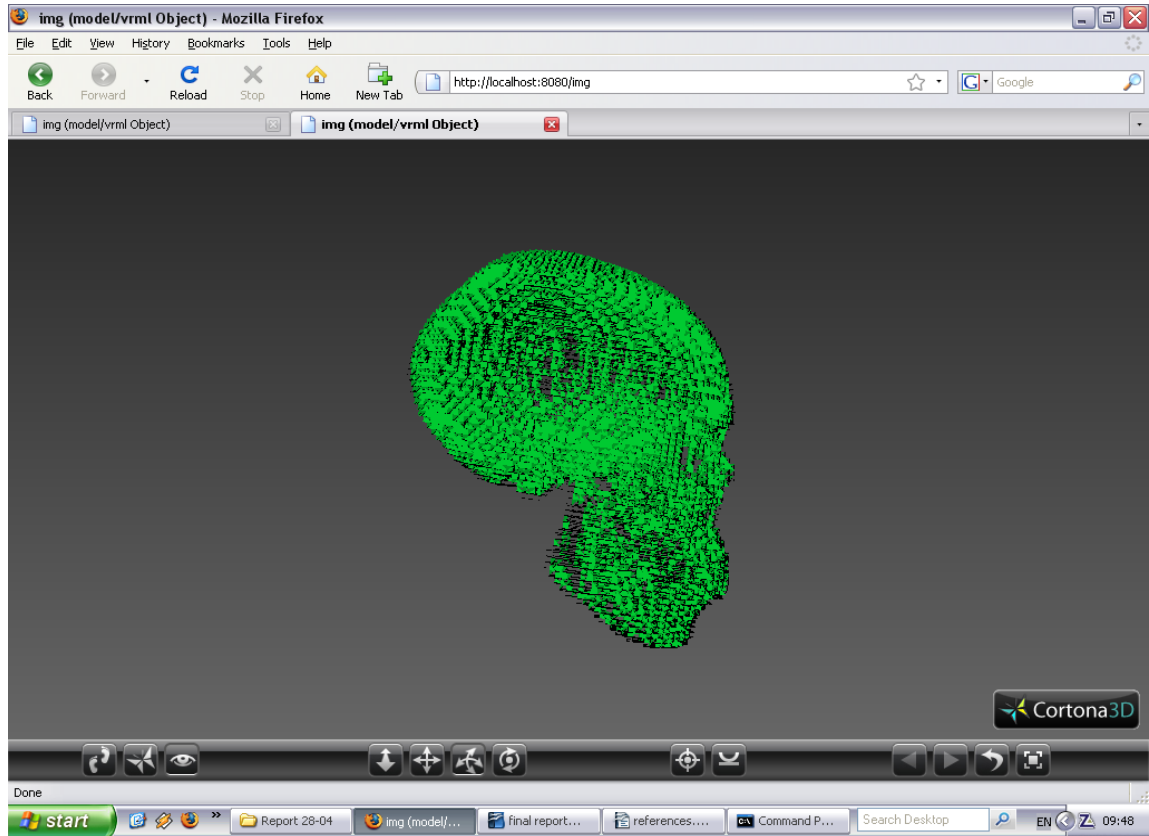 img (model/vrml Object) - Mozilla Firefox
File Edit View History Bookmarks Tools Help
Back Forward Reload Stop Home New Tab http://localhost:8080/img Google
img (model/vrml Object) img (model/vrml Object)
Cortona3D
Done
start » Report 28-04 img (model/... final report... references.... Command P... Search Desktop EN 09:48